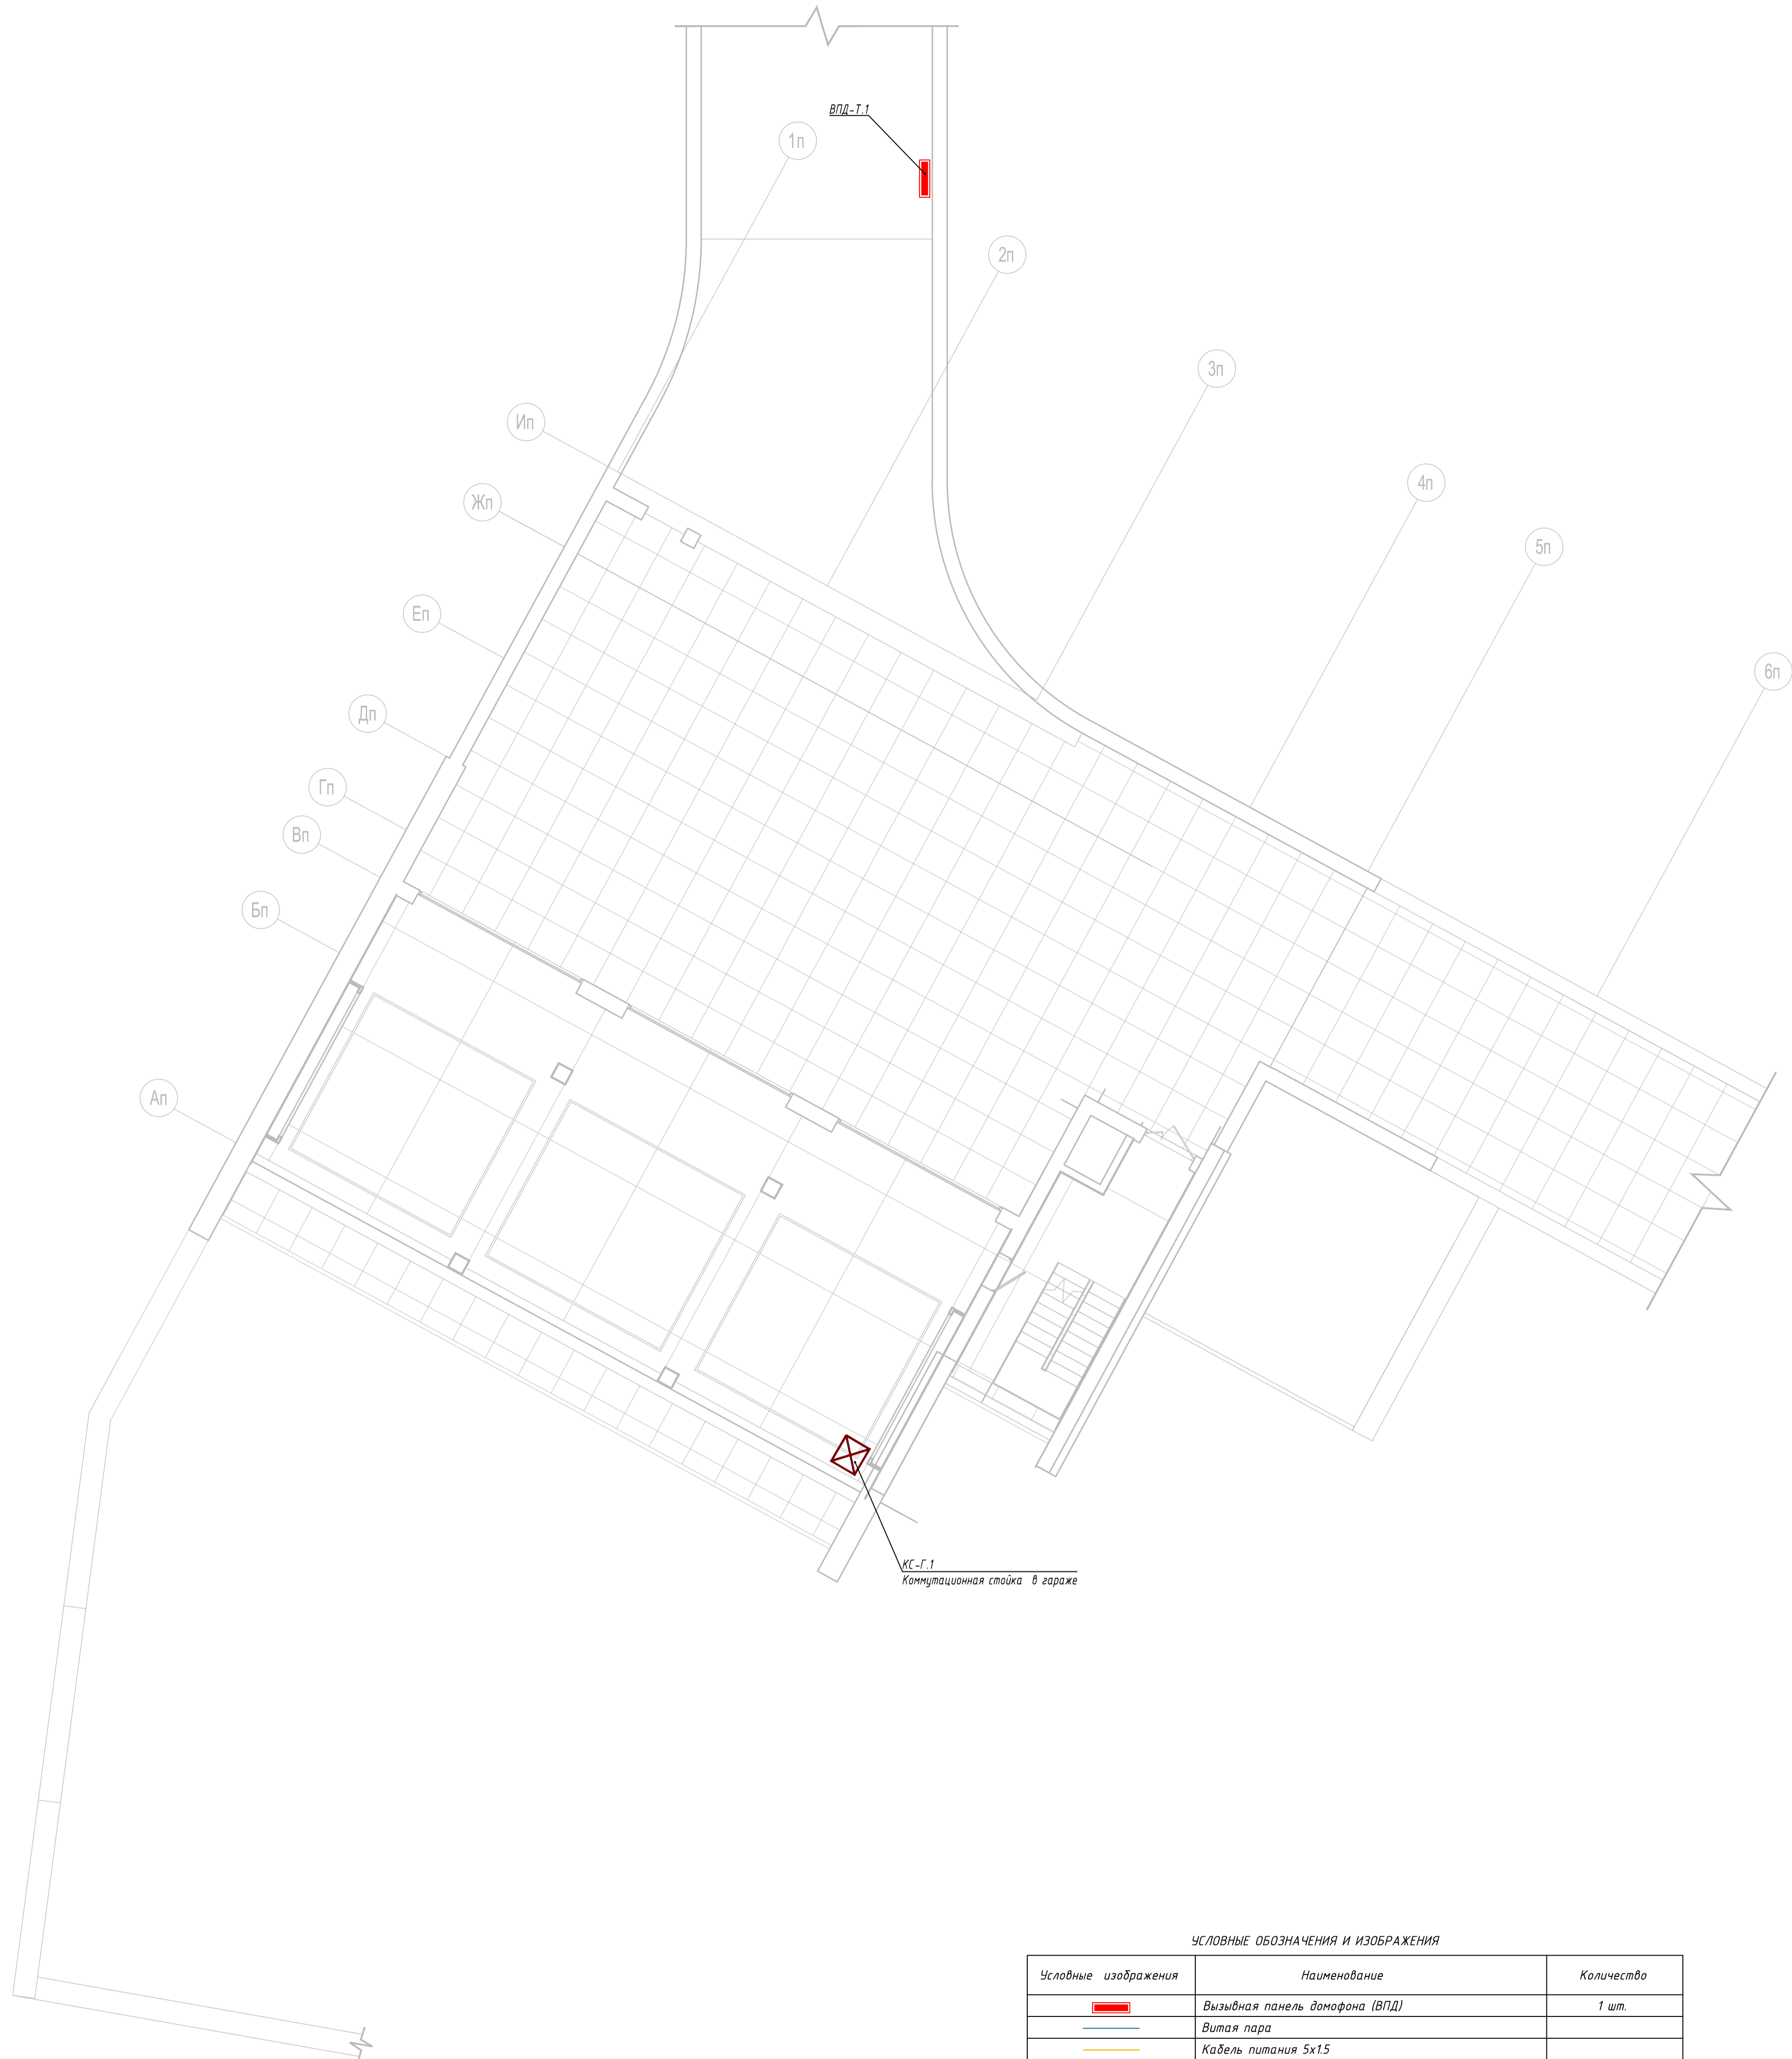 ВПД-Т.1
1п
2п
3п
Ип
4п
Жп
5п
Еп
6п
Дп
Гп
Вп
Бп
Ап
КС-Г.1
Коммутационная стойка в гараже
УСЛОВНЫЕ ОБОЗНАЧЕНИЯ И ИЗОБРАЖЕНИЯ
Условные изображения Наименование Количество
Вызывная панель домофона (ВПД) 1 шт.
Витая пара
Кабель питания 5х1.5